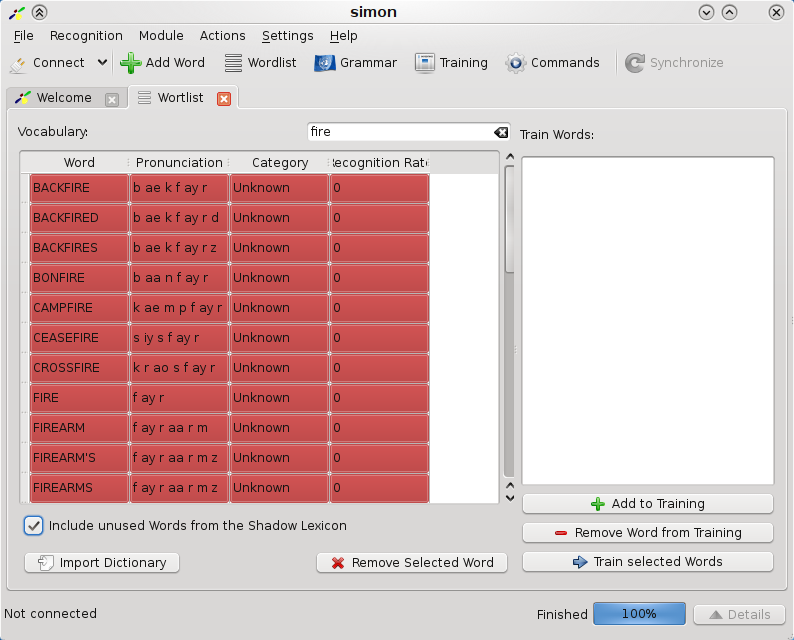 simon
File Recognition Module Actions Settings Help
Connect Add Word Wordlist Grammar Training Commands Synchronize
Welcome Wortlist
Vocabulary: fire Train Words:
Word Pronunciation Category Recognition Rate
BACKFIRE b ae k f ay r Unknown 0
BACKFIRED b ae k f ay r d Unknown 0
BACKFIRES b ae k f ay r z Unknown 0
BONFIRE b aa n f ay r Unknown 0
CAMPFIRE k ae m p f ay r Unknown 0
CEASEFIRE s iy s f ay r Unknown 0
CROSSFIRE k r ao s f ay r Unknown 0
FIRE f ay r Unknown 0
FIREARM f ay r aa r m Unknown 0
FIREARM'S f ay r aa r m z Unknown 0
FIREARMS f ay r aa r m z Unknown 0
Add to Training
Include unused Words from the Shadow Lexicon
Remove Word from Training
Import Dictionary Remove Selected Word Train selected Words
Not connected Finished 100% Details